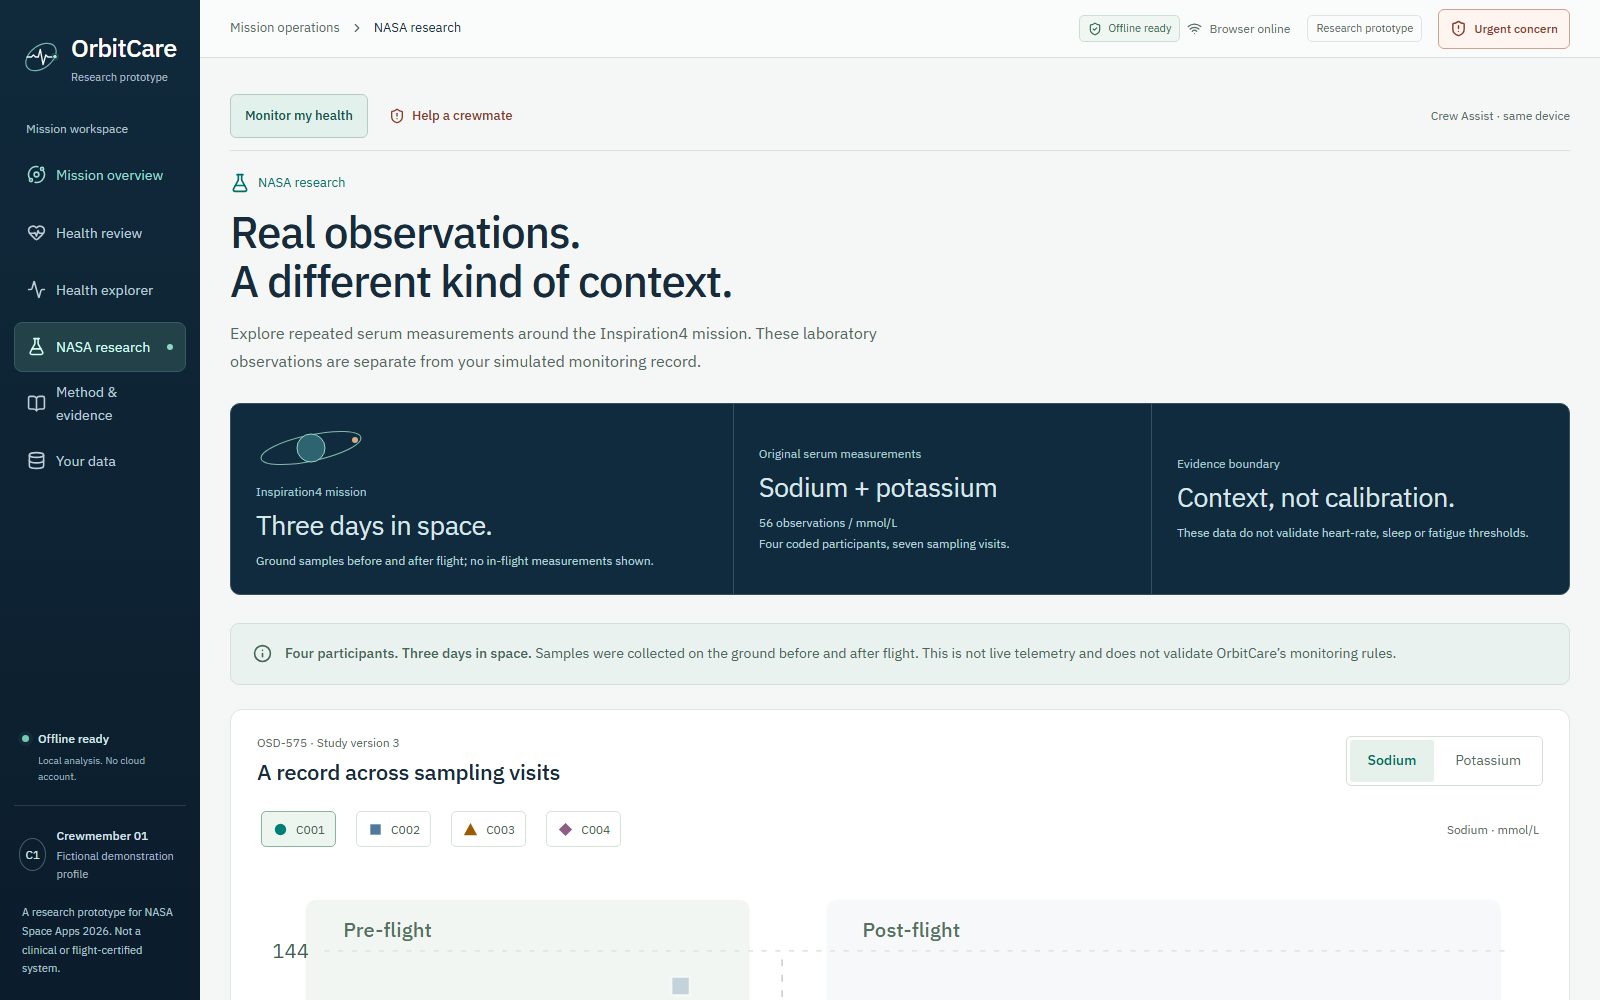 OrbitCare
Research prototype
Mission workspace
Mission overview
Health review
Health explorer
NASA research
Method &
evidence
Your data
Offline ready
Local analysis. No cloud
account.
C1
Crewmember 01
Fictional demonstration
profile
A research prototype for NASA
Space Apps 2026. Not a
clinical or flight-certified
system.
Mission operations > NASA research
Offline ready
Browser online
Research prototype
Urgent concern
Monitor my health
Help a crewmate
Crew Assist · same device
NASA research
Real observations.
A different kind of context.
Explore repeated serum measurements around the Inspiration4 mission. These laboratory
observations are separate from your simulated monitoring record.
Inspiration4 mission
Three days in space.
Ground samples before and after flight; no in-flight measurements shown.
Original serum measurements
Sodium + potassium
56 observations / mmol/L
Four coded participants, seven sampling visits.
Evidence boundary
Context, not calibration.
These data do not validate heart-rate, sleep or fatigue thresholds.
Four participants. Three days in space. Samples were collected on the ground before and after flight. This is not live telemetry and does not validate OrbitCare’s monitoring rules.
OSD-575 · Study version 3
A record across sampling visits
Sodium
Potassium
C001
C002
C003
C004
Sodium · mmol/L
Pre-flight
Post-flight
144